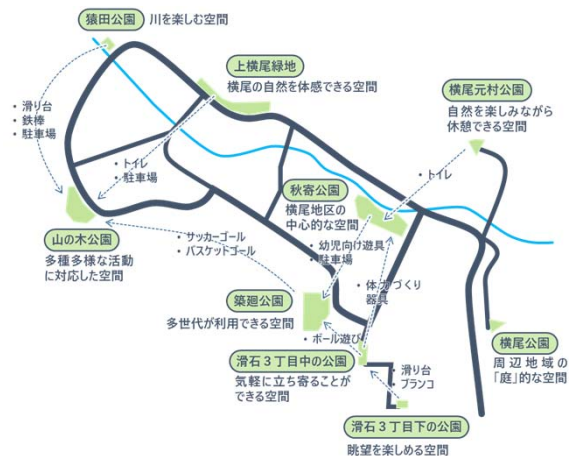 猿田公園
川を楽しむ空間
上横尾緑地
横尾の自然を体感できる空間
横尾元村公園
自然を楽しみながら
休憩できる空間
・滑り台
・鉄棒
・駐車場
・トイレ
・駐車場
・トイレ
秋寄公園
横尾地区の
中心的な空間
山の木公園
多種多様な活動
に対応した空間
・サッカーゴール
・バスケットゴール
・幼児向け遊具
・駐車場
・体力づくり
器具
築廻公園
多世代が利用できる空間
・ボール遊び
横尾公園
周辺地域の
「庭」的な空間
滑石3丁目中の公園
気軽に立ち寄ることが
できる空間
・滑り台
・ブランコ
滑石3丁目下の公園
眺望を楽しめる空間